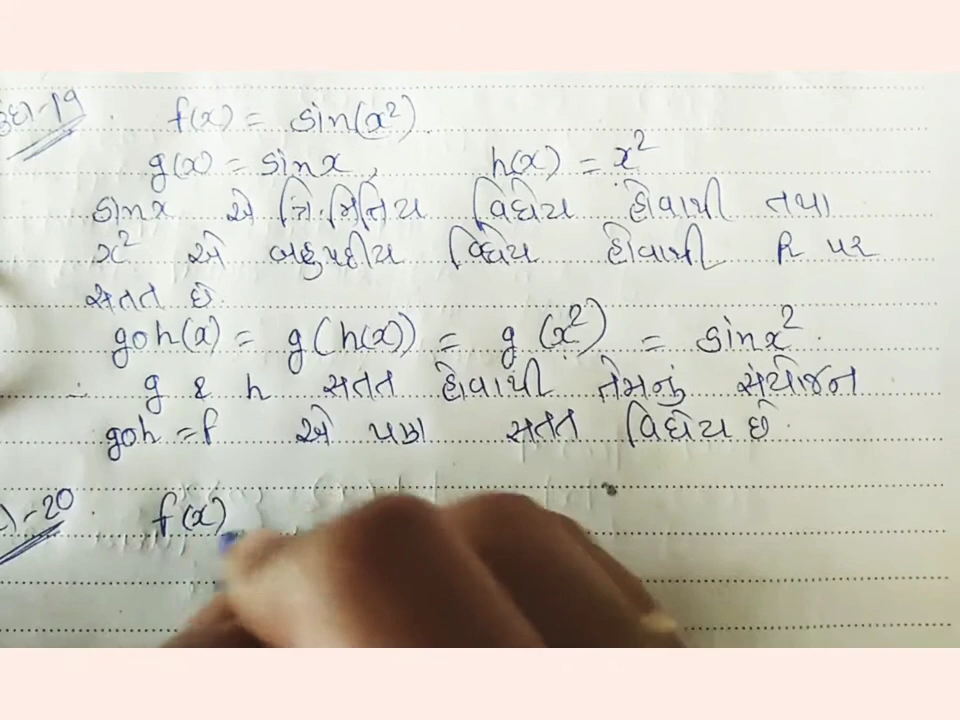 ઉદા-19 f(x) = sin(x²)
g(x) = sinx, h(x) = x²
sinx એ ત્રિમિતિય વિધેય હોવાથી તથા
x² એ બહુપદીય વિધેય હોવાથી R પર
સતત છે.
goh(x) = g(h(x)) = g(x²) = sinx².
∴ g & h સતત હોવાથી તેમનું સંયોજન
goh = f એ પણ સતત વિધેય છે.
-20 f(x)